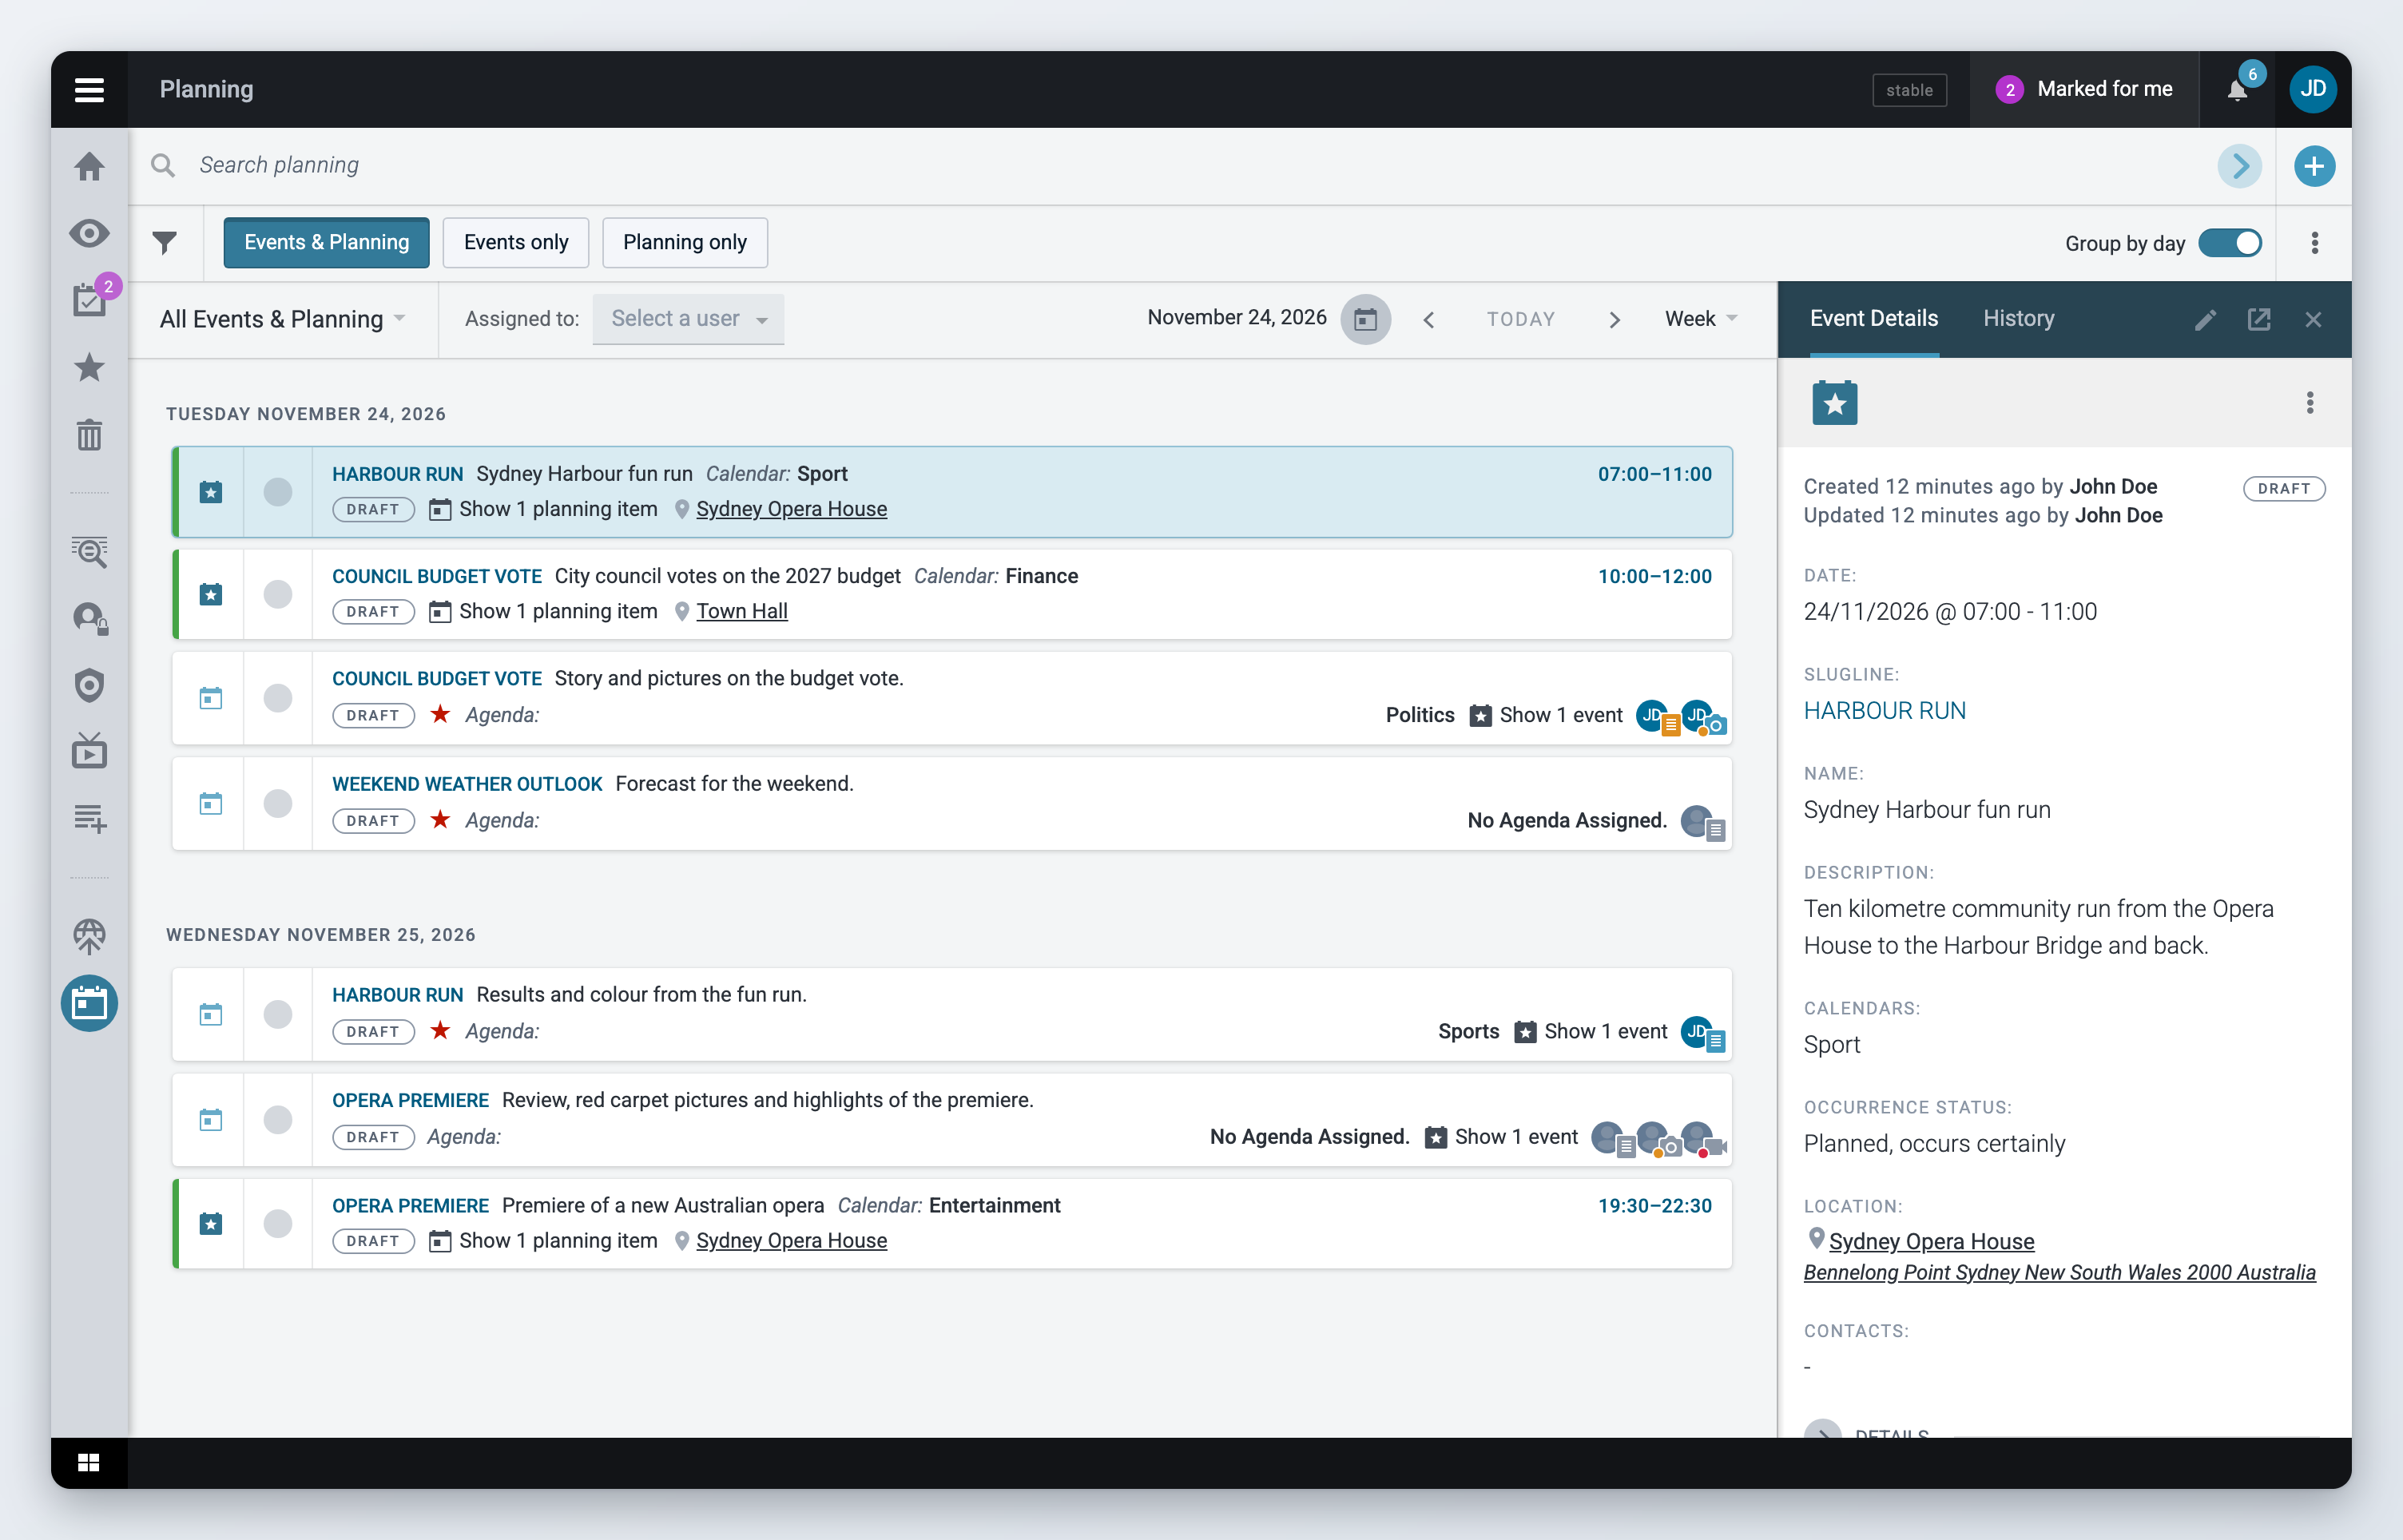 Planning
stable
2 Marked for me
6
JD
Search planning
Events & Planning
Events only
Planning only
Group by day
2
All Events & Planning
Assigned to:
Select a user
November 24, 2026
TODAY
Week
TUESDAY NOVEMBER 24, 2026
HARBOUR RUN Sydney Harbour fun run Calendar: Sport 07:00–11:00
DRAFT Show 1 planning item Sydney Opera House
COUNCIL BUDGET VOTE City council votes on the 2027 budget Calendar: Finance 10:00–12:00
DRAFT Show 1 planning item Town Hall
COUNCIL BUDGET VOTE Story and pictures on the budget vote.
DRAFT Agenda: Politics Show 1 event JD JD
WEEKEND WEATHER OUTLOOK Forecast for the weekend.
DRAFT Agenda: No Agenda Assigned.
WEDNESDAY NOVEMBER 25, 2026
HARBOUR RUN Results and colour from the fun run.
DRAFT Agenda: Sports Show 1 event JD
OPERA PREMIERE Review, red carpet pictures and highlights of the premiere.
DRAFT Agenda: No Agenda Assigned. Show 1 event
OPERA PREMIERE Premiere of a new Australian opera Calendar: Entertainment 19:30–22:30
DRAFT Show 1 planning item Sydney Opera House
Event Details
History
Created 12 minutes ago by John Doe
DRAFT
Updated 12 minutes ago by John Doe
DATE:
24/11/2026 @ 07:00 - 11:00
SLUGLINE:
HARBOUR RUN
NAME:
Sydney Harbour fun run
DESCRIPTION:
Ten kilometre community run from the Opera
House to the Harbour Bridge and back.
CALENDARS:
Sport
OCCURRENCE STATUS:
Planned, occurs certainly
LOCATION:
Sydney Opera House
Bennelong Point Sydney New South Wales 2000 Australia
CONTACTS:
-
DETAILS